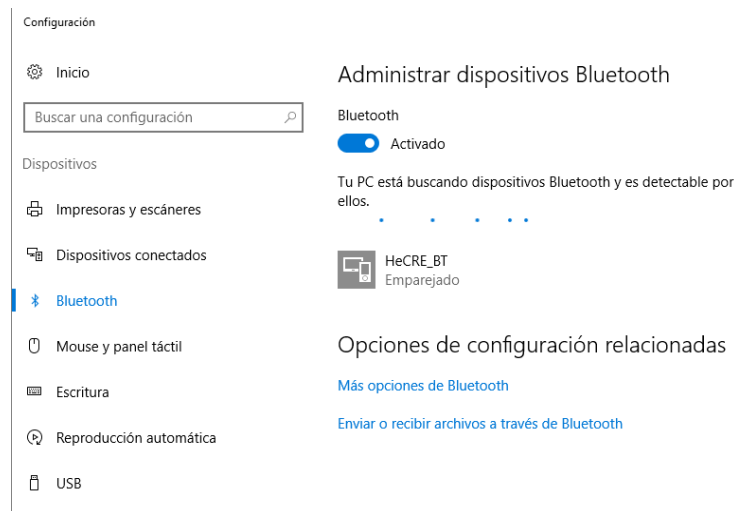 Configuración
Inicio
Buscar una configuración
Dispositivos
Impresoras y escáneres
Dispositivos conectados
Bluetooth
Mouse y panel táctil
Escritura
Reproducción automática
USB
Administrar dispositivos Bluetooth
Bluetooth
Activado
Tu PC está buscando dispositivos Bluetooth y es detectable por
ellos.
HeCRE_BT
Emparejado
Opciones de configuración relacionadas
Más opciones de Bluetooth
Enviar o recibir archivos a través de Bluetooth